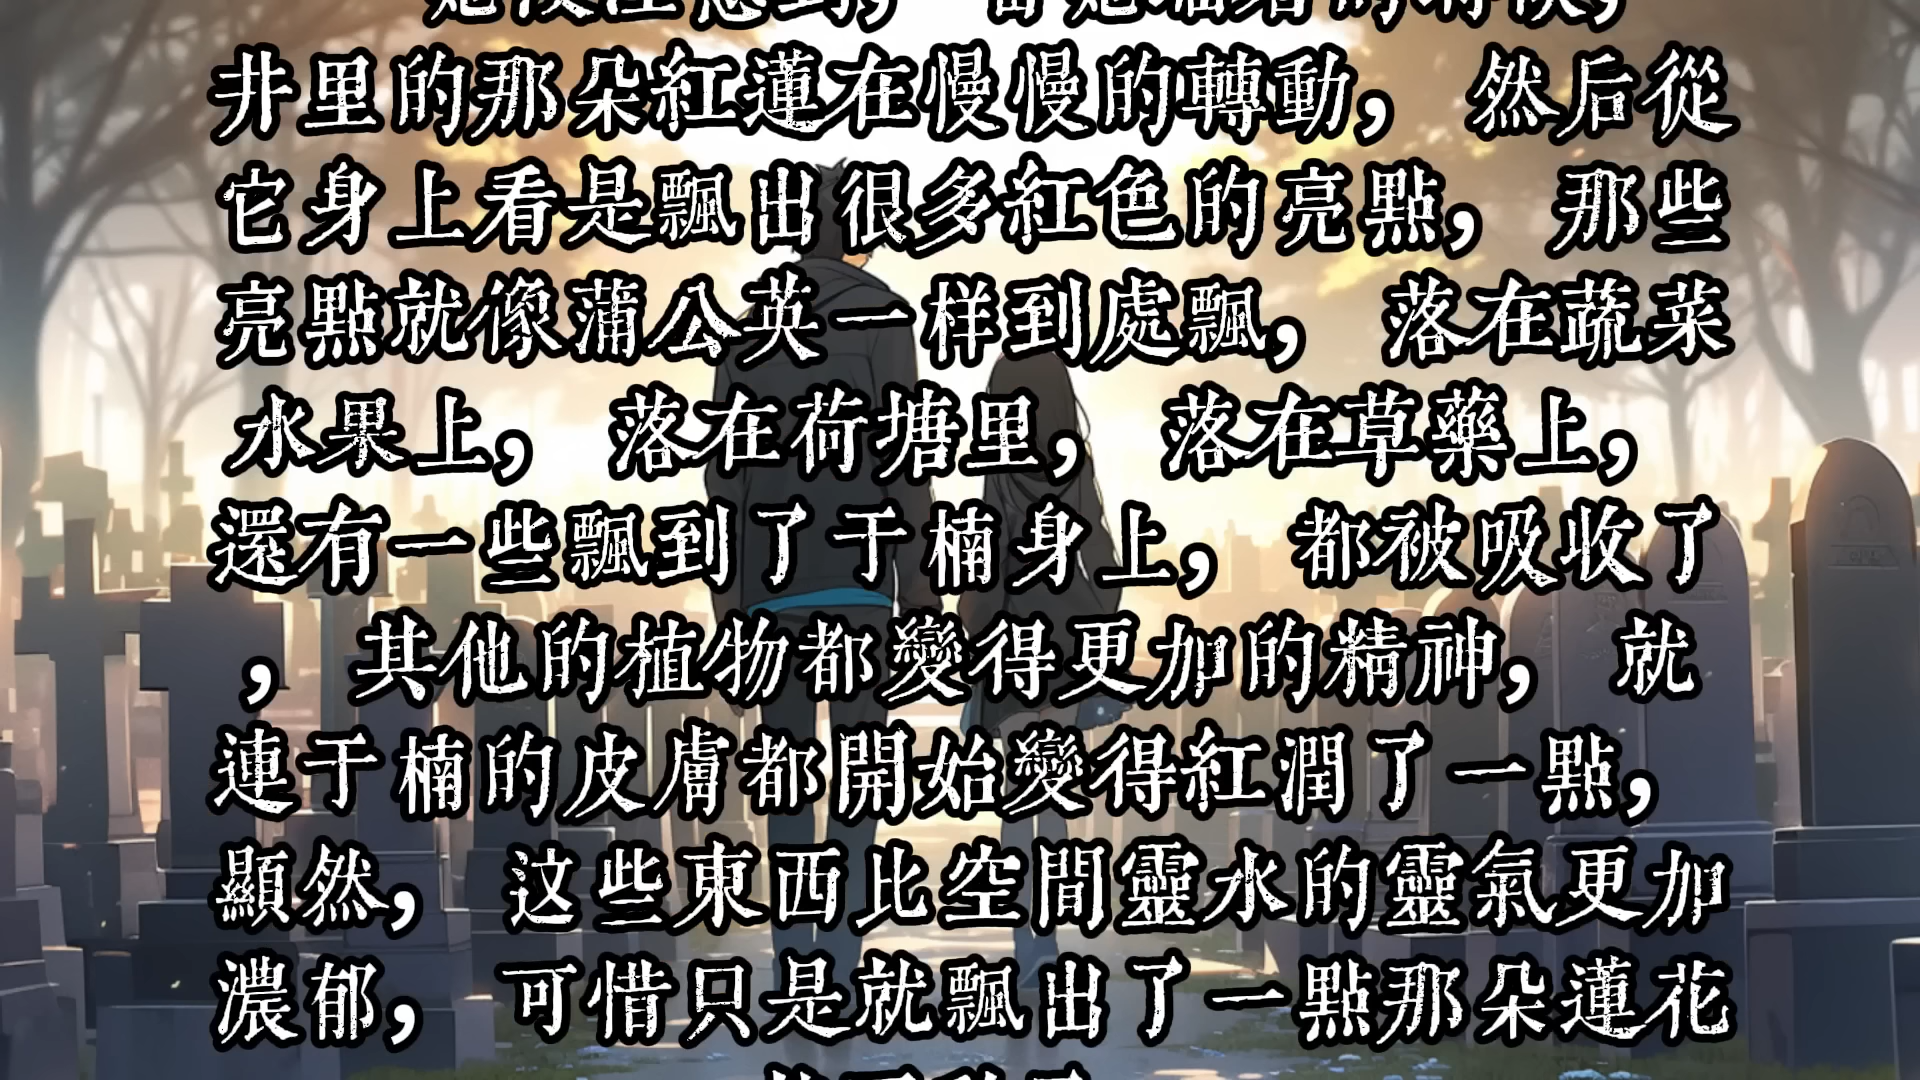 井里的那朵紅蓮在慢慢的轉動， 然后從
它身上看是飄出很多紅色的亮點， 那些
亮點就像蒲公英一样到處飄， 落在蔬菜
水果上， 落在荷塘里， 落在草藥上，
還有一些飄到了于楠身上， 都被吸收了
， 其他的植物都變得更加的精神， 就
連于楠的皮膚都開始變得紅潤了一點，
顯然， 这些東西比空間靈水的靈氣更加
濃郁， 可惜只是就飄出了一點那朵蓮花